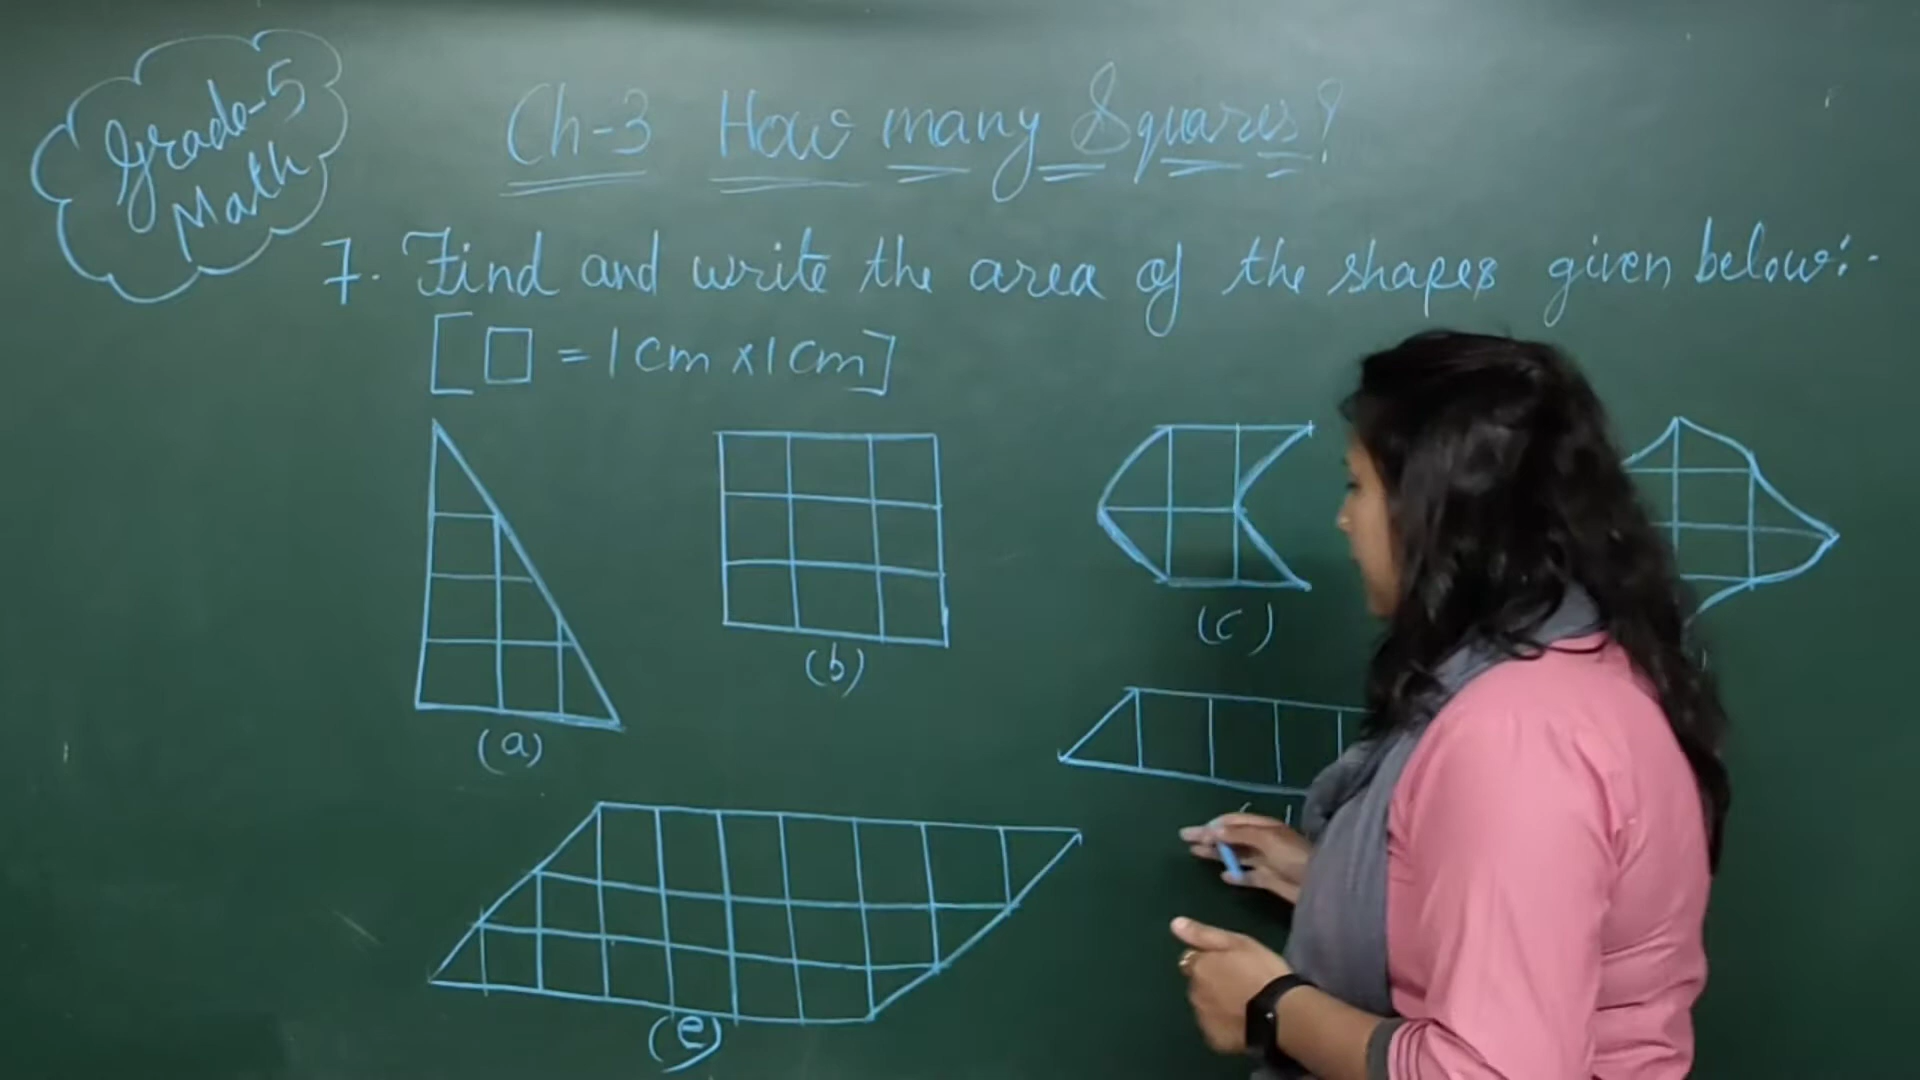 Grade-5
Math
Ch-3 How many Squares?
7. Find and write the area of the shapes given below:-
[□ = 1cm x 1cm]
(a)
(b)
(c)
(e)